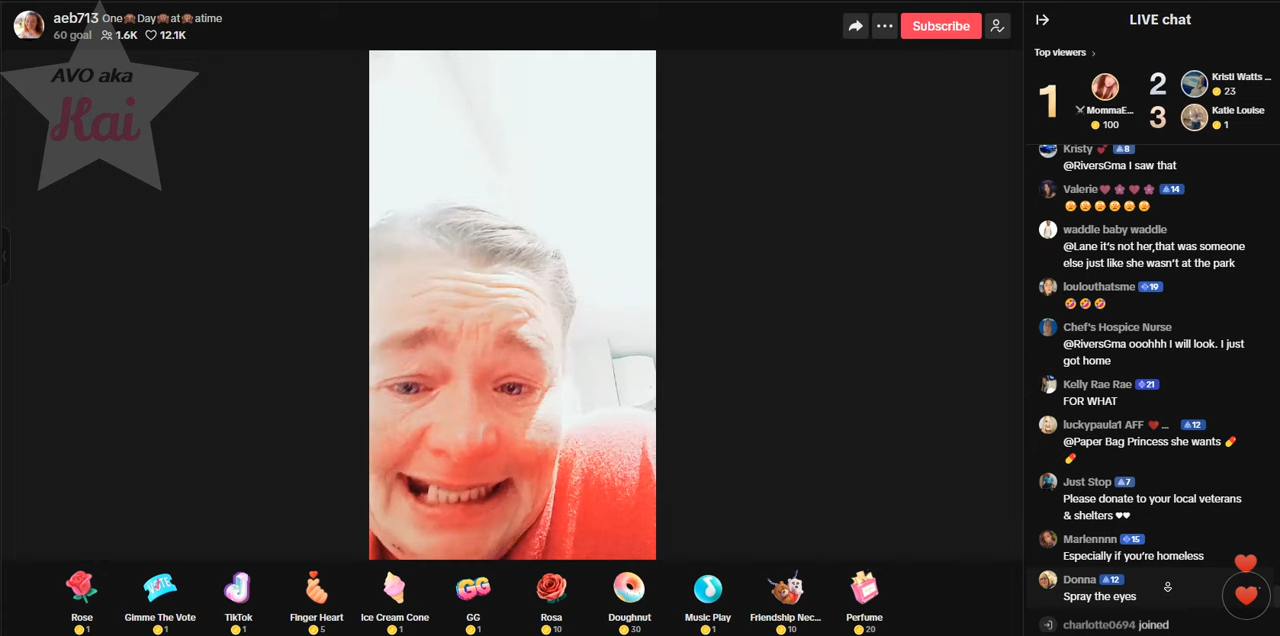 aeb713 One🙈Day🙈at🙈atime
60 goal 1.6K 12.1K
AVO aka
Kai
Subscribe
LIVE chat
Top viewers
1
MommaE...
100
2
Kristi Watts ...
23
3
Katie Louise
1
Kristy 💕 8
@RiversGma I saw that
Valerie❤️🌸❤️🌸 14
😩😩😩😩😩😩
waddle baby waddle
@Lane it's not her,that was someone
else just like she wasn't at the park
loulouthatsme 19
🤣🤣🤣
Chef's Hospice Nurse
@RiversGma ooohhh I will look. I just
got home
Kelly Rae Rae 21
FOR WHAT
luckypaula1 AFF ❤️ ... 12
@Paper Bag Princess she wants 💊
💊
Just Stop 7
Please donate to your local veterans
& shelters ♥♥
Marlennnn 15
Especially if you're homeless
Donna 12
Spray the eyes
charlotte0694 joined
Rose
1
Gimme The Vote
1
TikTok
1
Finger Heart
5
Ice Cream Cone
1
GG
1
Rosa
10
Doughnut
30
Music Play
1
Friendship Nec...
10
Perfume
20